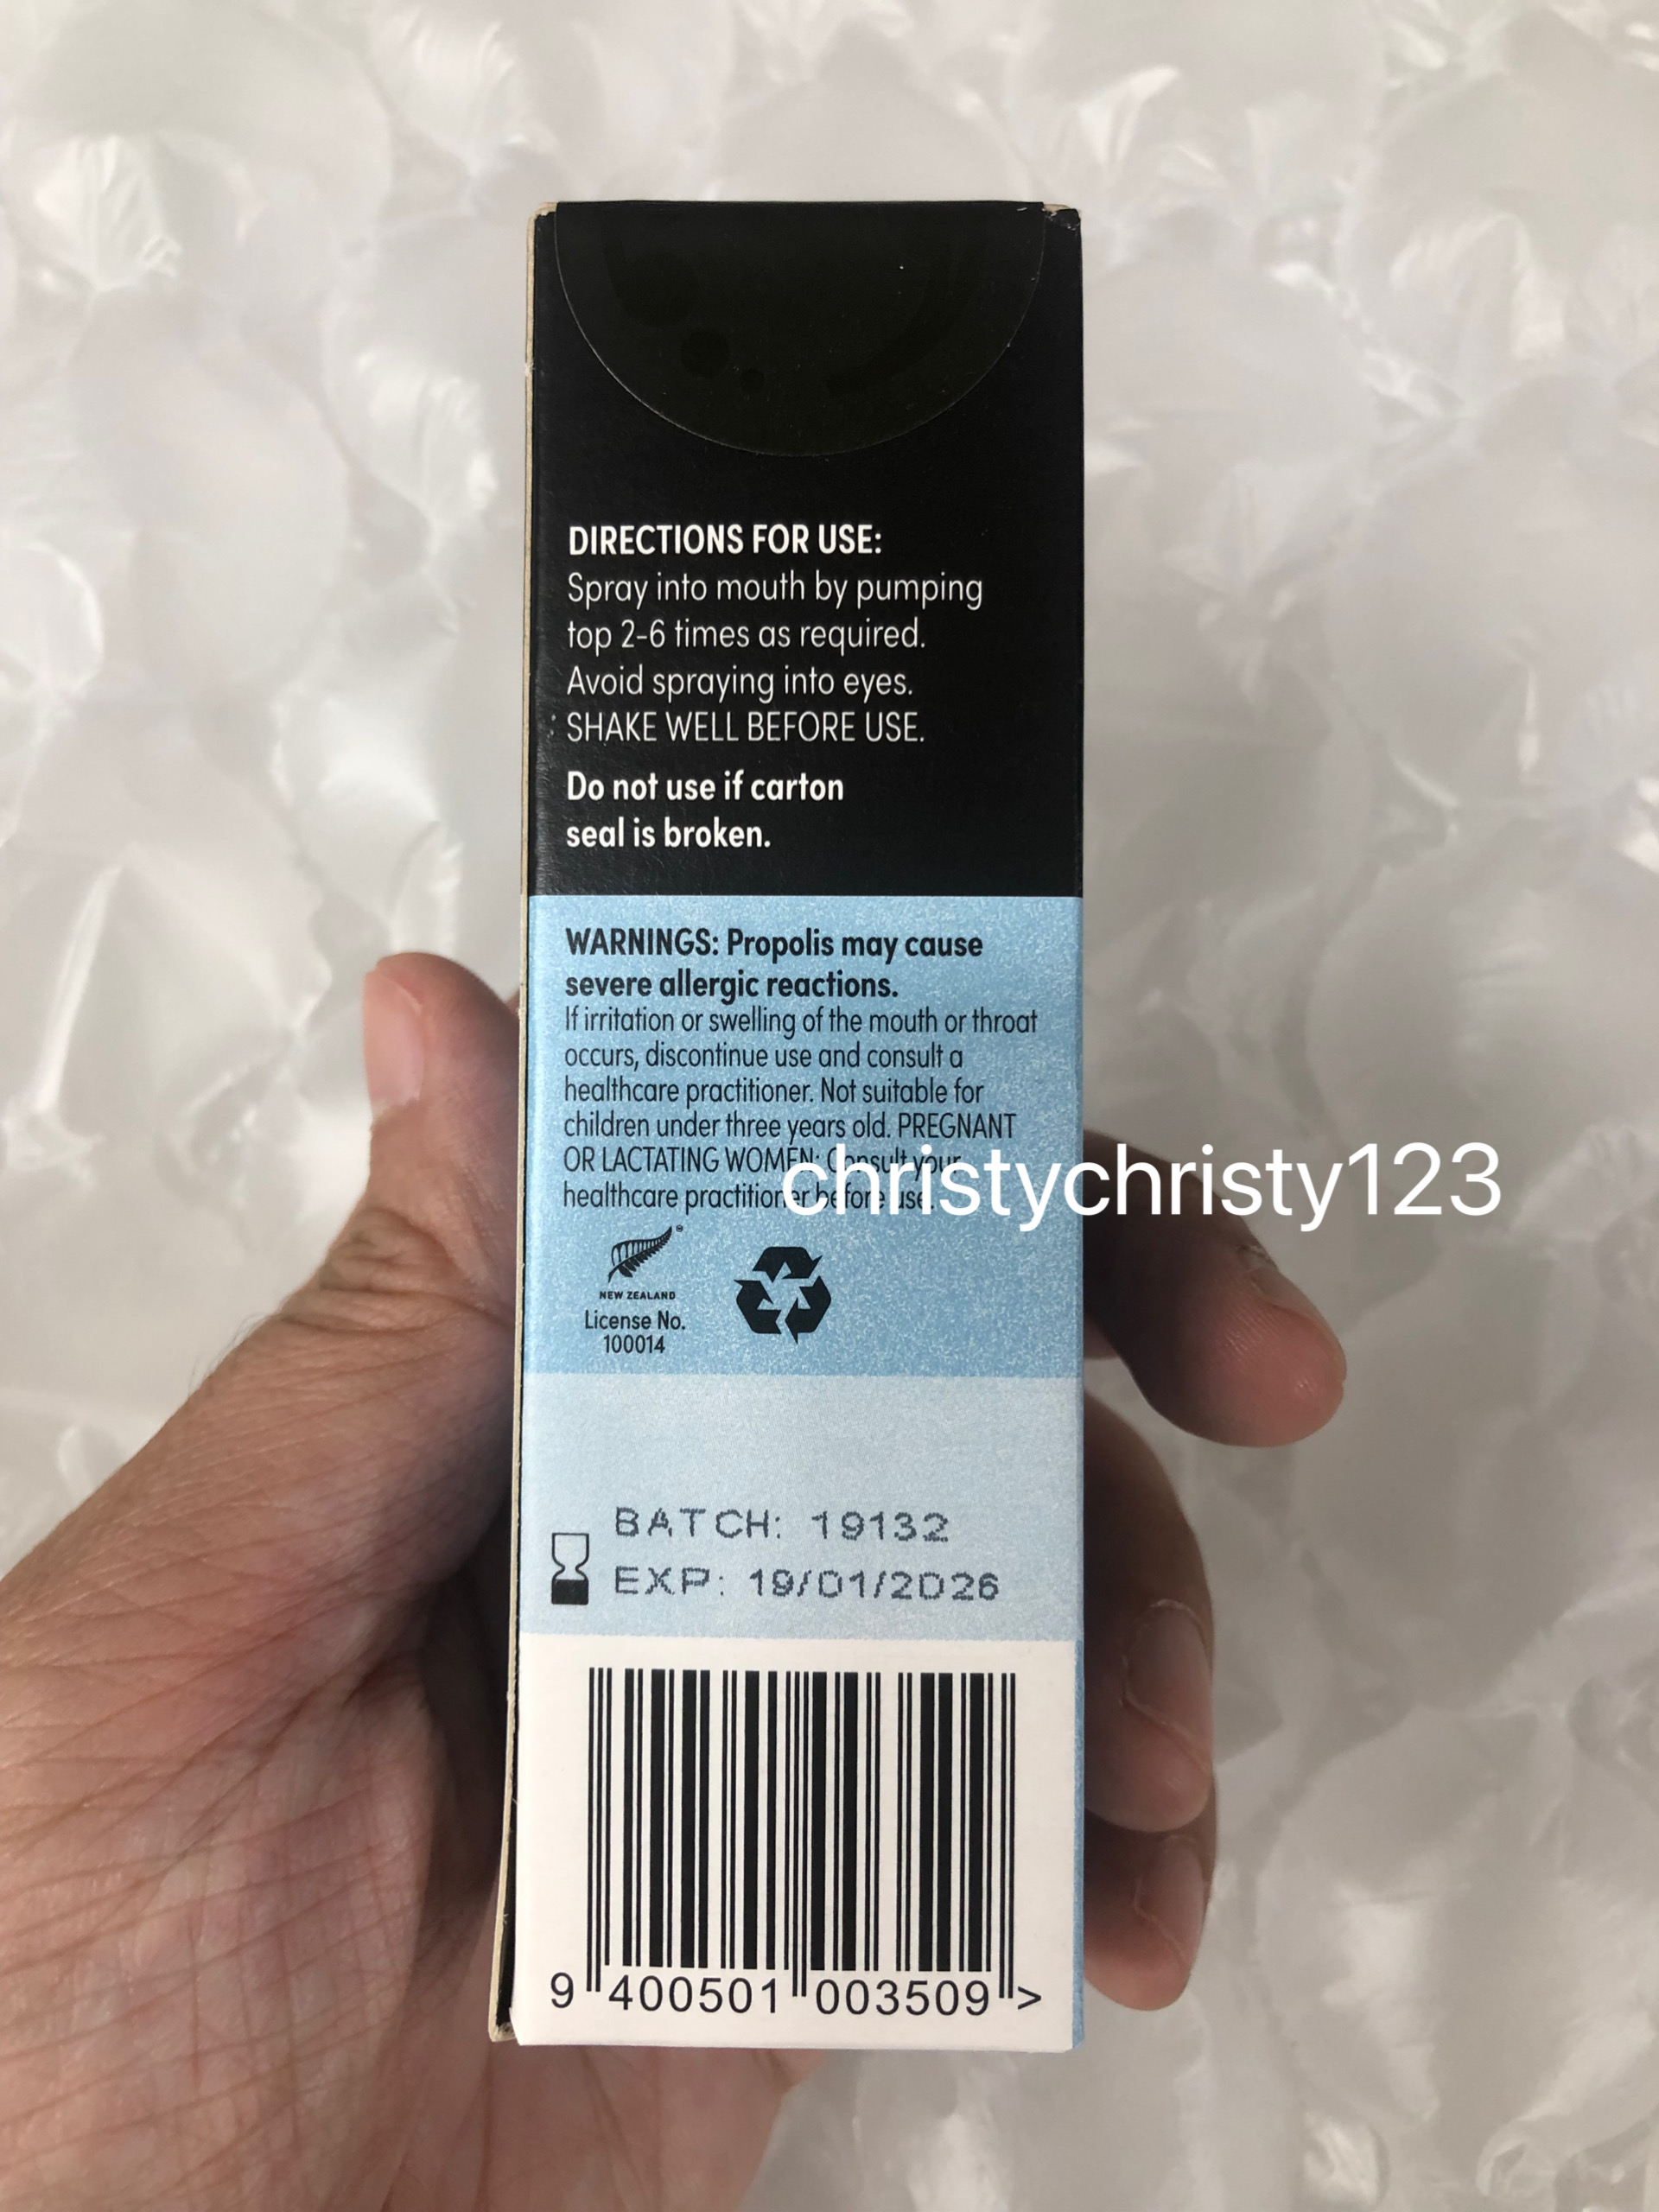 DIRECTIONS FOR USE:
Spray into mouth by pumping
top 2-6 times as required.
Avoid spraying into eyes.
SHAKE WELL BEFORE USE.
Do not use if carton
seal is broken.
WARNINGS: Propolis may cause
severe allergic reactions.
If irritation or swelling of the mouth or throat
occurs, discontinue use and consult a
healthcare practitioner. Not suitable for
children under three years old. PREGNANT
OR LACTATING WOMEN: Consult your
healthcare practitioner before use.
christychristy123
NEW ZEALAND
License No.
100014
BATCH: 19132
EXP: 19/01/2026
9 400501 003509 >